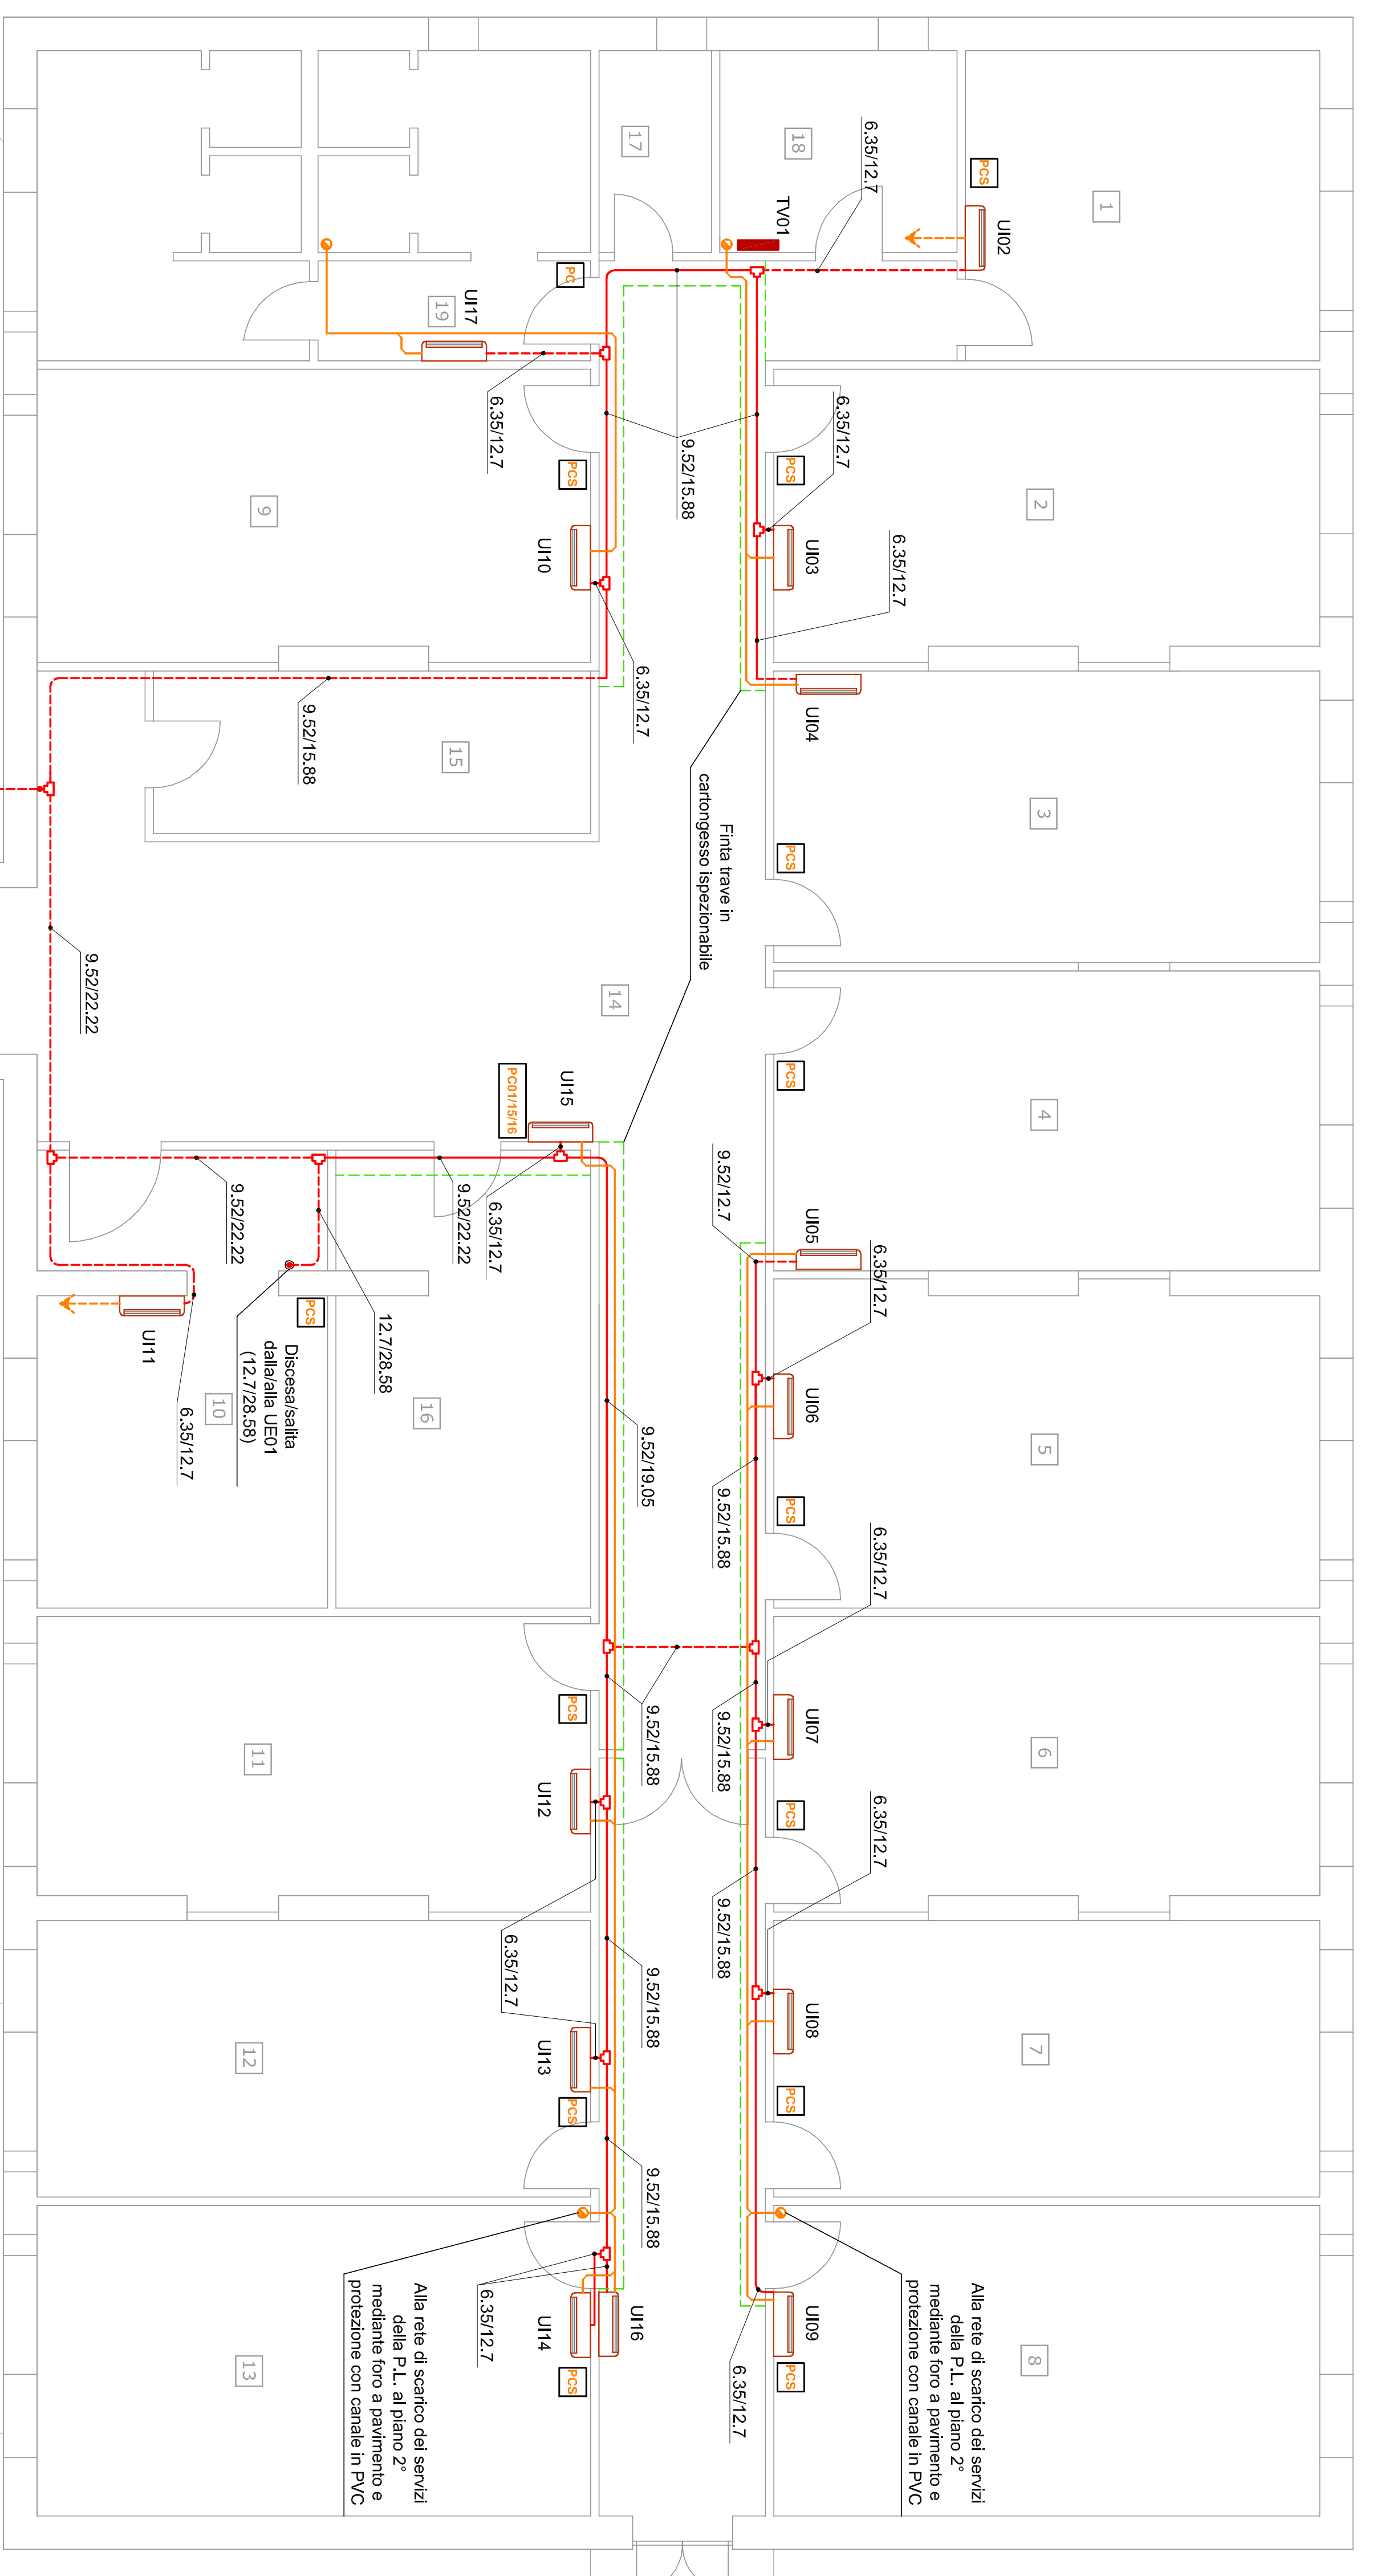 1
2
3
4
5
6
7
8
UI02
PCS
Alla rete di scarico dei servizi
della P.L. al piano 2°
mediante foro a pavimento e
protezione con canale in PVC
6.35/12.7
6.35/12.7
6.35/12.7
6.35/12.7
6.35/12.7
6.35/12.7
18
TV01
UI03
UI04
UI05
UI06
UI07
UI08
UI09
PCS
PCS
PCS
PCS
PCS
PCS
PCS
6.35/12.7
9.52/12.7
9.52/15.88
9.52/15.88
9.52/15.88
Finta trave in
cartongesso ispezionabile
9.52/15.88
17
6.35/12.7
14
9.52/19.05
9.52/15.88
9.52/15.88
9.52/15.88
UI16
PC
PCS
PCS
PCS
PCS
UI10
UI15
UI12
UI13
UI14
PC01/15/16
6.35/12.7
6.35/12.7
6.35/12.7
6.35/12.7
UI17
19
15
9.52/22.22
16
Alla rete di scarico dei servizi
della P.L. al piano 2°
mediante foro a pavimento e
protezione con canale in PVC
12.7/28.58
9.52/15.88
PCS
Discesa/salita
dalla/alla UE01
(12.7/28.58)
9
11
12
13
9.52/22.22
10
6.35/12.7
UI11
9.52/22.22